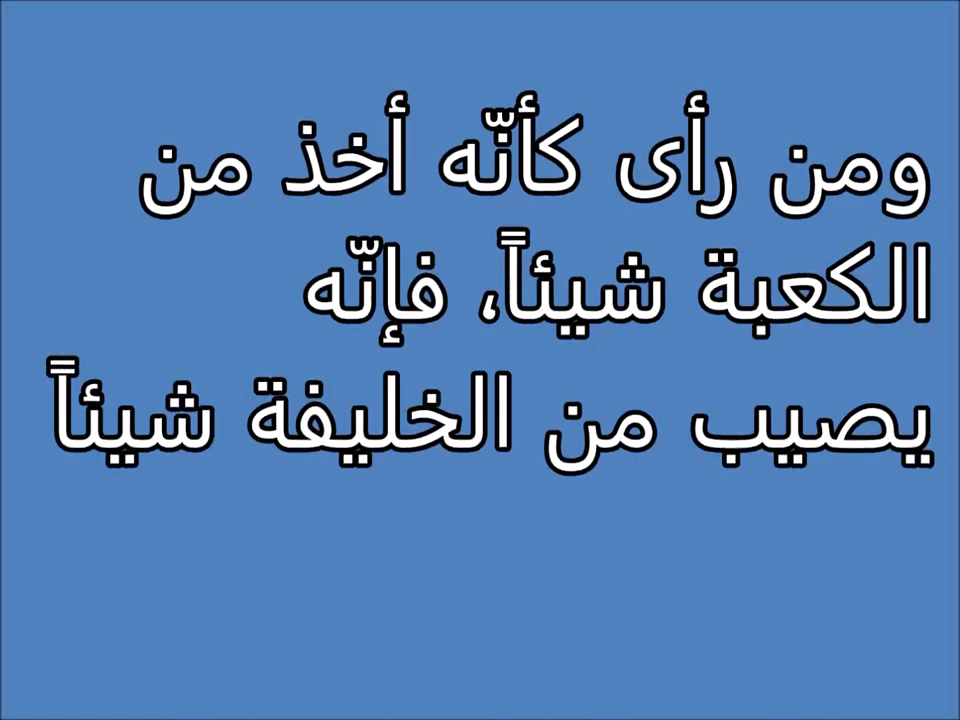 ومن رأى كأنّه أخذ من
الكعبة شيئاً، فإنّه
يصيب من الخليفة شيئاً